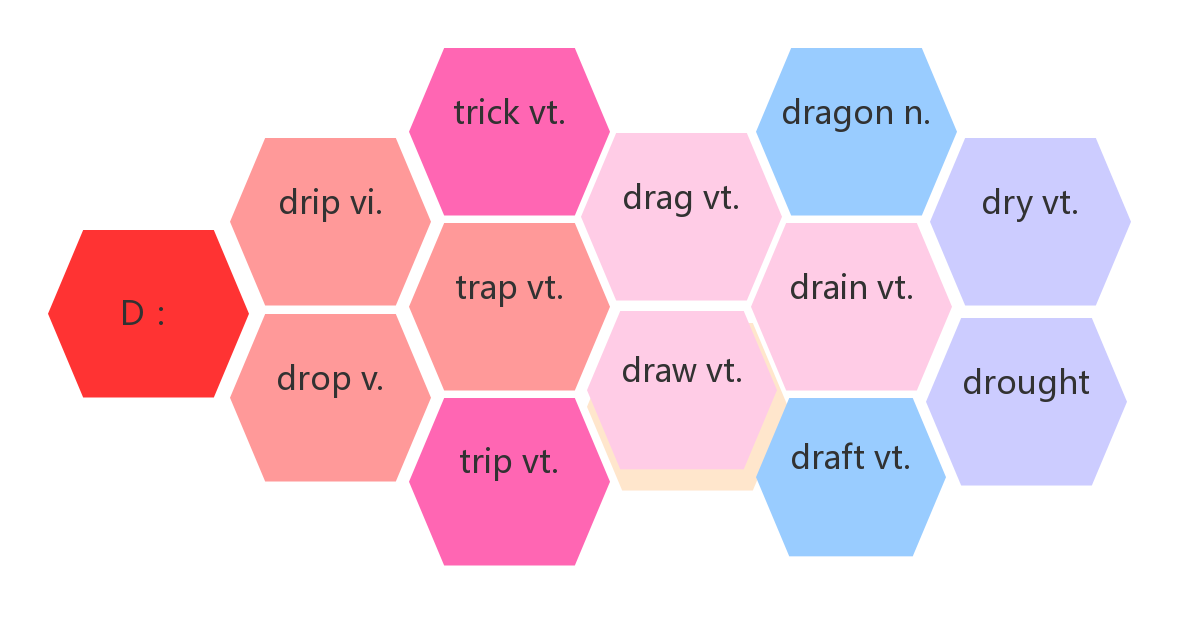 D：
drip vi.
drop v.
trick vt.
trap vt.
trip vt.
drag vt.
draw vt.
dragon n.
drain vt.
draft vt.
dry vt.
drought